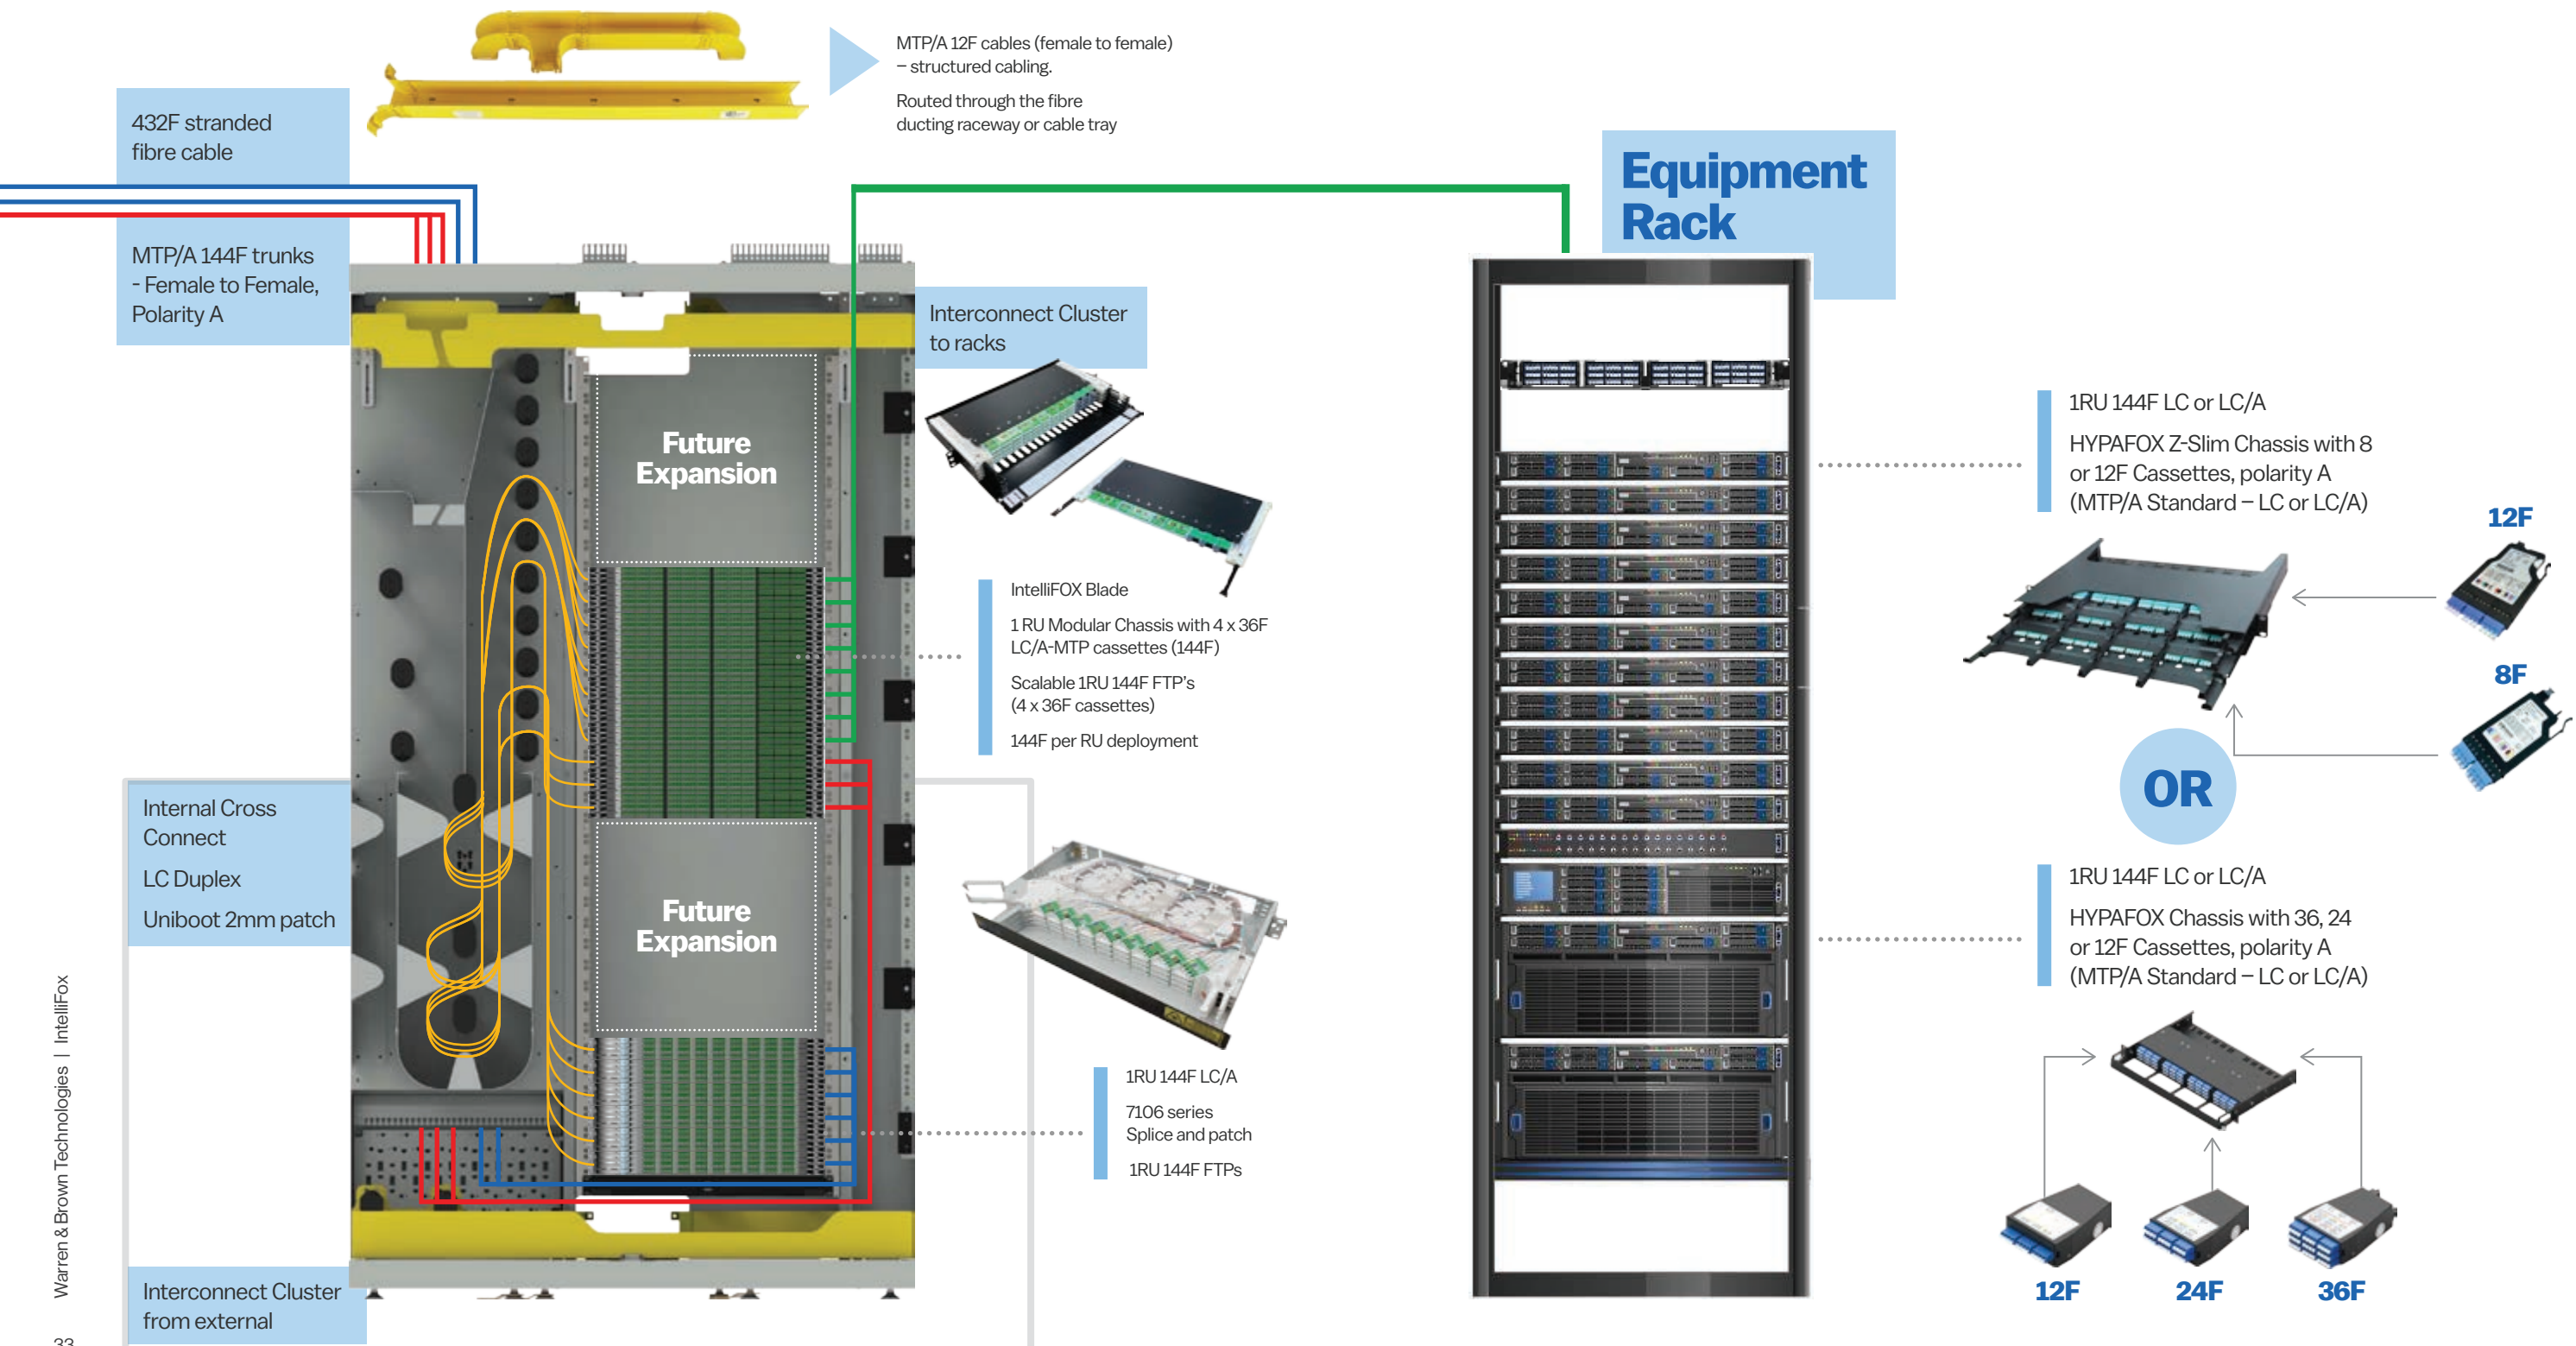 MTP/A 12F cables (female to female)
– structured cabling.
Routed through the fibre
ducting raceway or cable tray
432F stranded
fibre cable
MTP/A 144F trunks
- Female to Female,
Polarity A
Equipment
Rack
Interconnect Cluster
to racks
Future
Expansion
IntelliFOX Blade
1 RU Modular Chassis with 4 x 36F
LC/A-MTP cassettes (144F)
Scalable 1RU 144F FTP's
(4 x 36F cassettes)
144F per RU deployment
1RU 144F LC or LC/A
HYPAFOX Z-Slim Chassis with 8
or 12F Cassettes, polarity A
(MTP/A Standard – LC or LC/A)
12F
8F
OR
Internal Cross
Connect
LC Duplex
Uniboot 2mm patch
Future
Expansion
1RU 144F LC/A
7106 series
Splice and patch
1RU 144F FTPs
1RU 144F LC or LC/A
HYPAFOX Chassis with 36, 24
or 12F Cassettes, polarity A
(MTP/A Standard – LC or LC/A)
12F
24F
36F
Interconnect Cluster
from external
Warren & Brown Technologies | IntelliFox
33